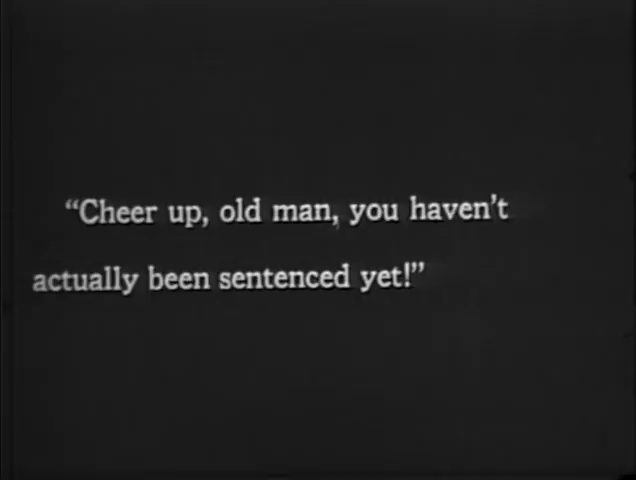 “Cheer up, old man, you haven’t
actually been sentenced yet!”